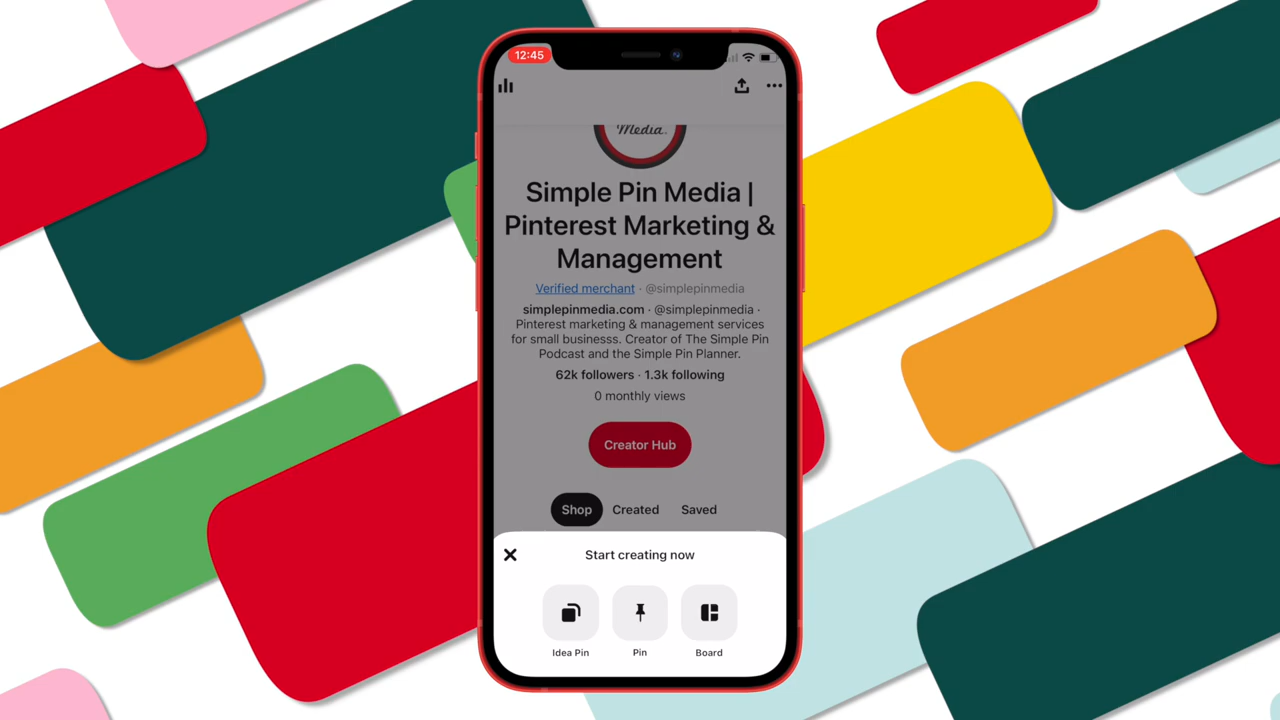 12:45
Media.
Simple Pin Media |
Pinterest Marketing &
Management
Verified merchant · @simplepinmedia
simplepinmedia.com · @simplepinmedia ·
Pinterest marketing & management services
for small businesss. Creator of The Simple Pin
Podcast and the Simple Pin Planner.
62k followers · 1.3k following
0 monthly views
Creator Hub
Shop Created Saved
Start creating now
Idea Pin Pin Board